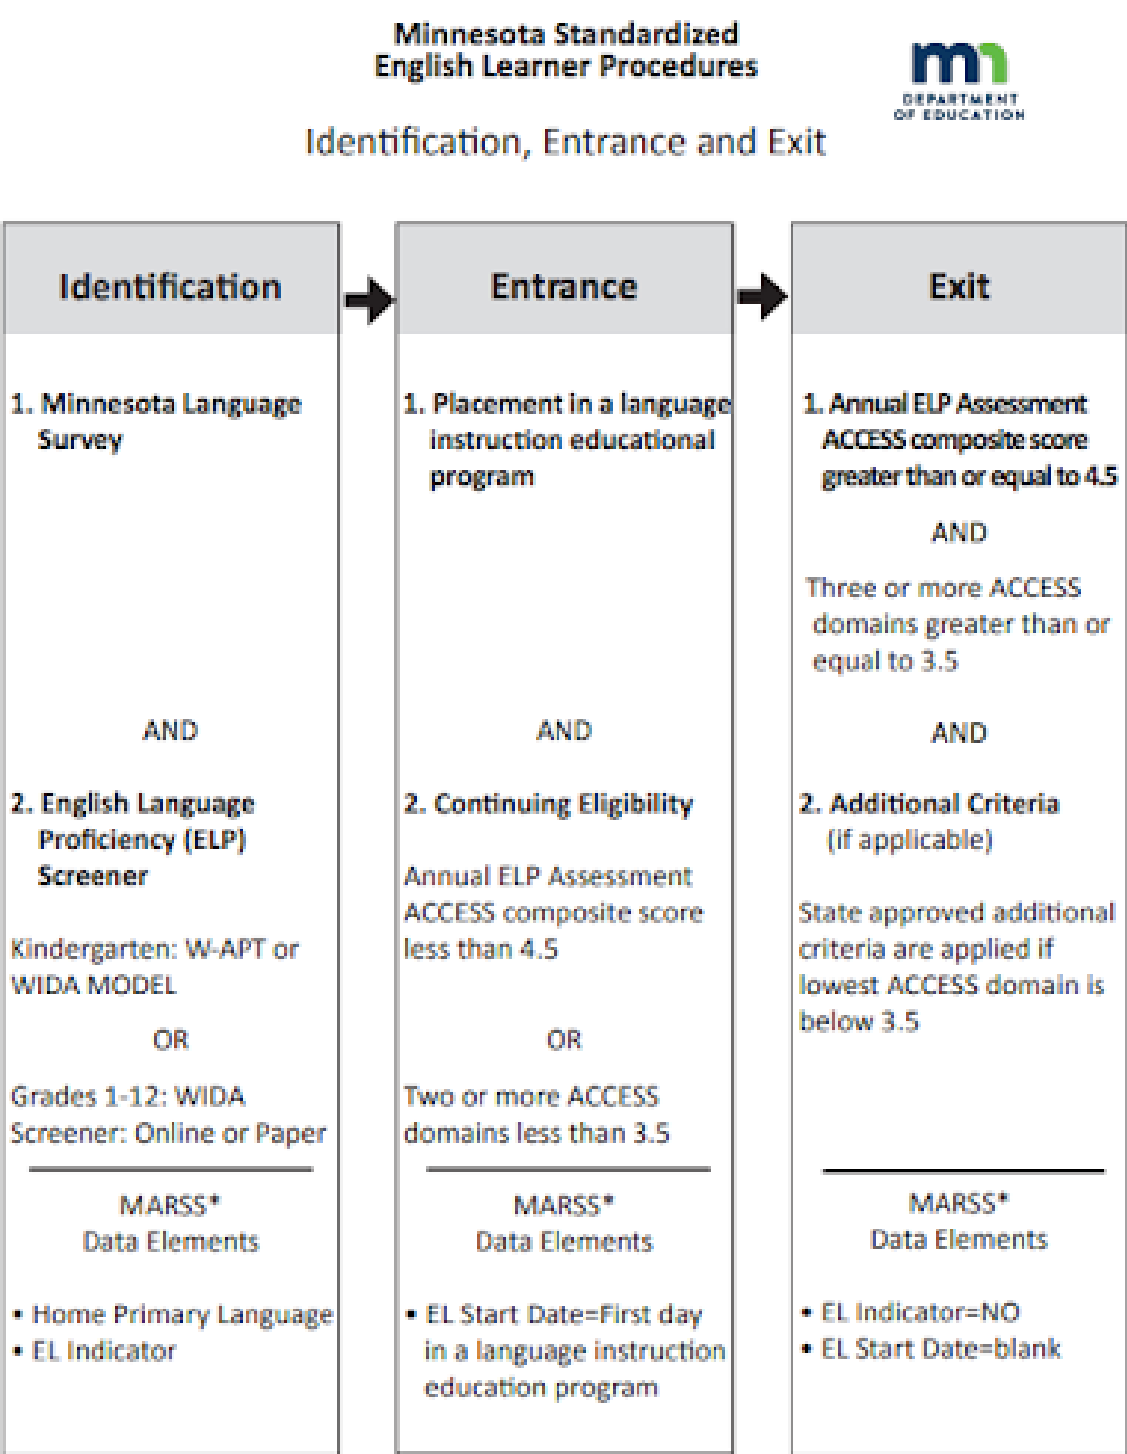 Minnesota Standardized
English Learner Procedures
mn
DEPARTMENT
OF EDUCATION
Identification, Entrance and Exit
Identification
1. Minnesota Language
Survey
AND
2. English Language
Proficiency (ELP)
Screener
Kindergarten: W-APT or
WIDA MODEL
OR
Grades 1-12: WIDA
Screener: Online or Paper
MARSS*
Data Elements
• Home Primary Language
• EL Indicator
Entrance
1. Placement in a language
instruction educational
program
AND
2. Continuing Eligibility
Annual ELP Assessment
ACCESS composite score
less than 4.5
OR
Two or more ACCESS
domains less than 3.5
MARSS*
Data Elements
• EL Start Date=First day
in a language instruction
education program
Exit
1. Annual ELP Assessment
ACCESS composite score
greater than or equal to 4.5
AND
Three or more ACCESS
domains greater than or
equal to 3.5
AND
2. Additional Criteria
(if applicable)
State approved additional
criteria are applied if
lowest ACCESS domain is
below 3.5
MARSS*
Data Elements
• EL Indicator=NO
• EL Start Date=blank